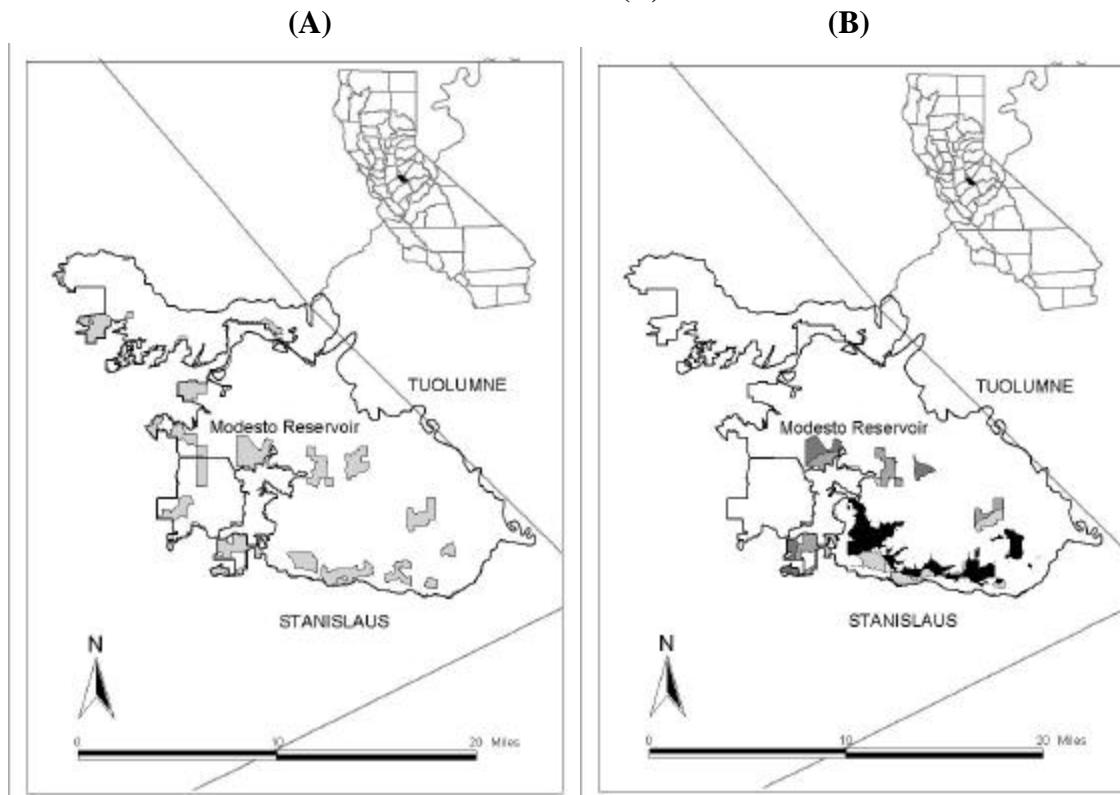 (A)
(B)
TUOLUMNE
Modesto Reservoir
STANISLAUS
N
0 10 20 Miles
TUOLUMNE
Modesto Reservoir
STANISLAUS
N
0 10 20 Miles